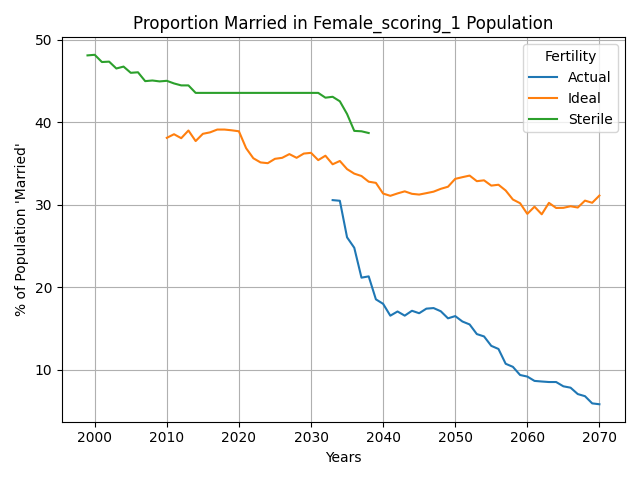 Proportion Married in Female_scoring_1 Population
% of Population 'Married'
50
40
30
20
10
Fertility
Actual
Ideal
Sterile
2000 2010 2020 2030 2040 2050 2060 2070
Years